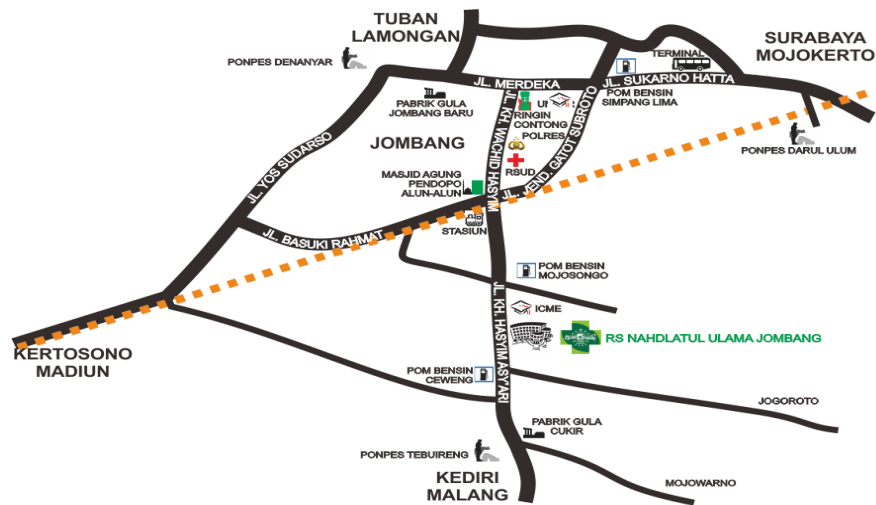 TUBAN
LAMONGAN
SURABAYA
MOJOKERTO
PONPES DENANYAR
TERMINAL
JL. MERDEKA
JL. SUKARNO HATTA
POM BENSIN
SIMPANG LIMA
PABRIK GULA
JOMBANG BARU
RINGIN
CONTONG
POLRES
JL. KH. WACHID HASYIM
JL. JEND. GATOT SUBROTO
JOMBANG
PONPES DARUL ULUM
JL. YOS SUDARSO
RSUD
MASJID AGUNG
PENDOPO
ALUN-ALUN
STASIUN
JL. BASUKI RAHMAT
POM BENSIN
MOJOSONGO
JL. KH. HASYIM ASY'ARI
ICME
RS NAHDLATUL ULAMA JOMBANG
KERTOSONO
MADIUN
POM BENSIN
CEWENG
JOGOROTO
PABRIK GULA
CUKIR
PONPES TEBUIRENG
KEDIRI
MALANG
MOJOWARNO